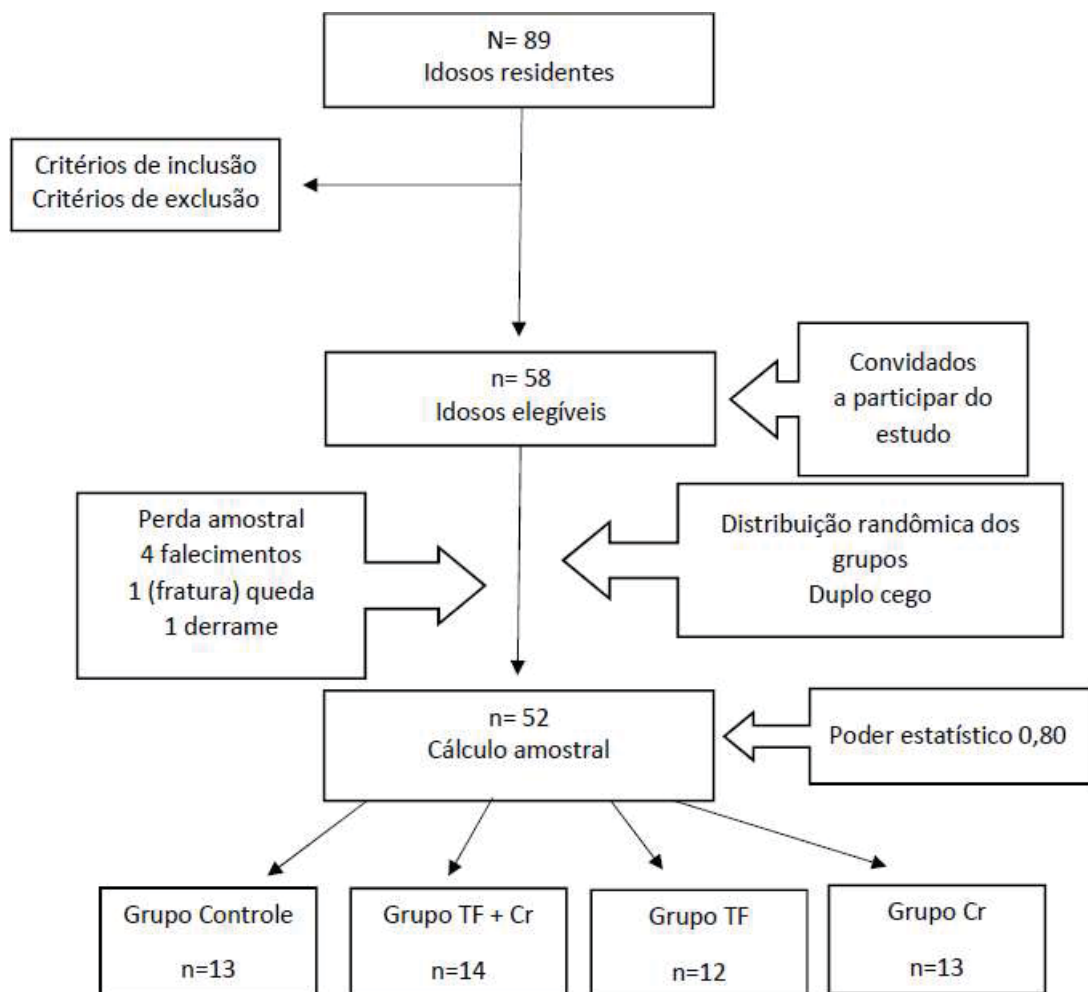 N= 89
Idosos residentes
Critérios de inclusão
Critérios de exclusão
n= 58
Idosos elegíveis
Convidados
a participar do
estudo
Perda amostral
4 falecimentos
1 (fratura) queda
1 derrame
Distribuição randômica dos
grupos
Duplo cego
n= 52
Cálculo amostral
Poder estatístico 0,80
Grupo Controle
n=13
Grupo TF + Cr
n=14
Grupo TF
n=12
Grupo Cr
n=13